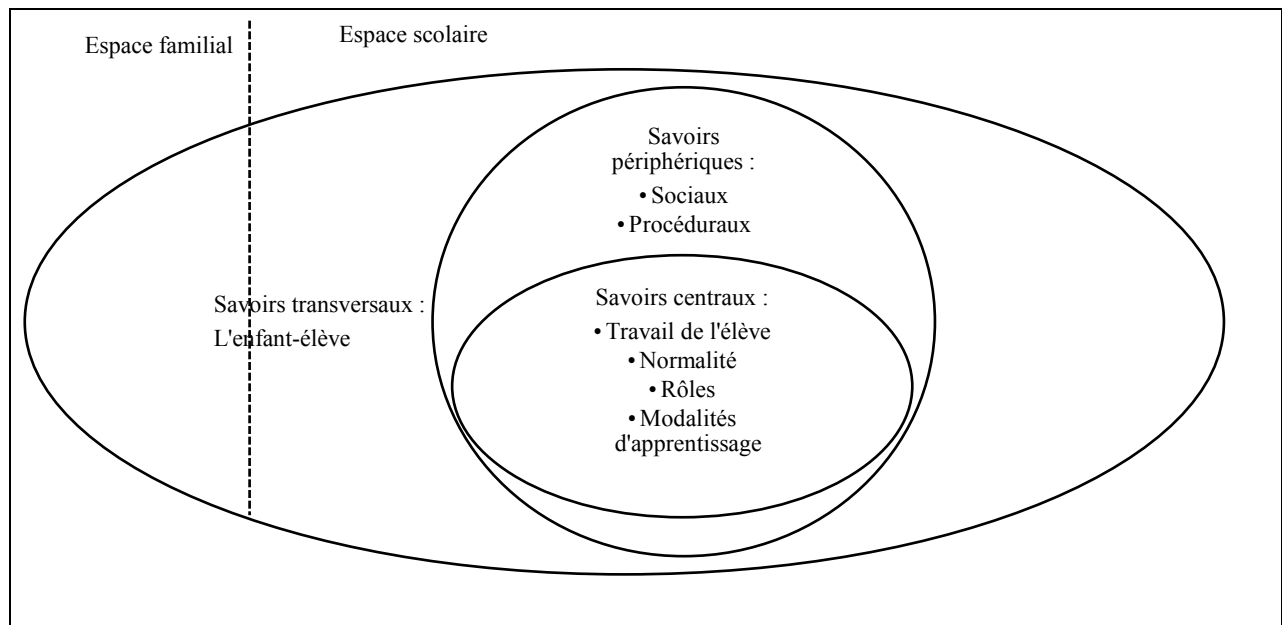 Espace familial
Espace scolaire
Savoirs
périphériques :
• Sociaux
• Procéduraux
Savoirs transversaux :
L'enfant-élève
Savoirs centraux :
• Travail de l'élève
• Normalité
• Rôles
• Modalités
d'apprentissage